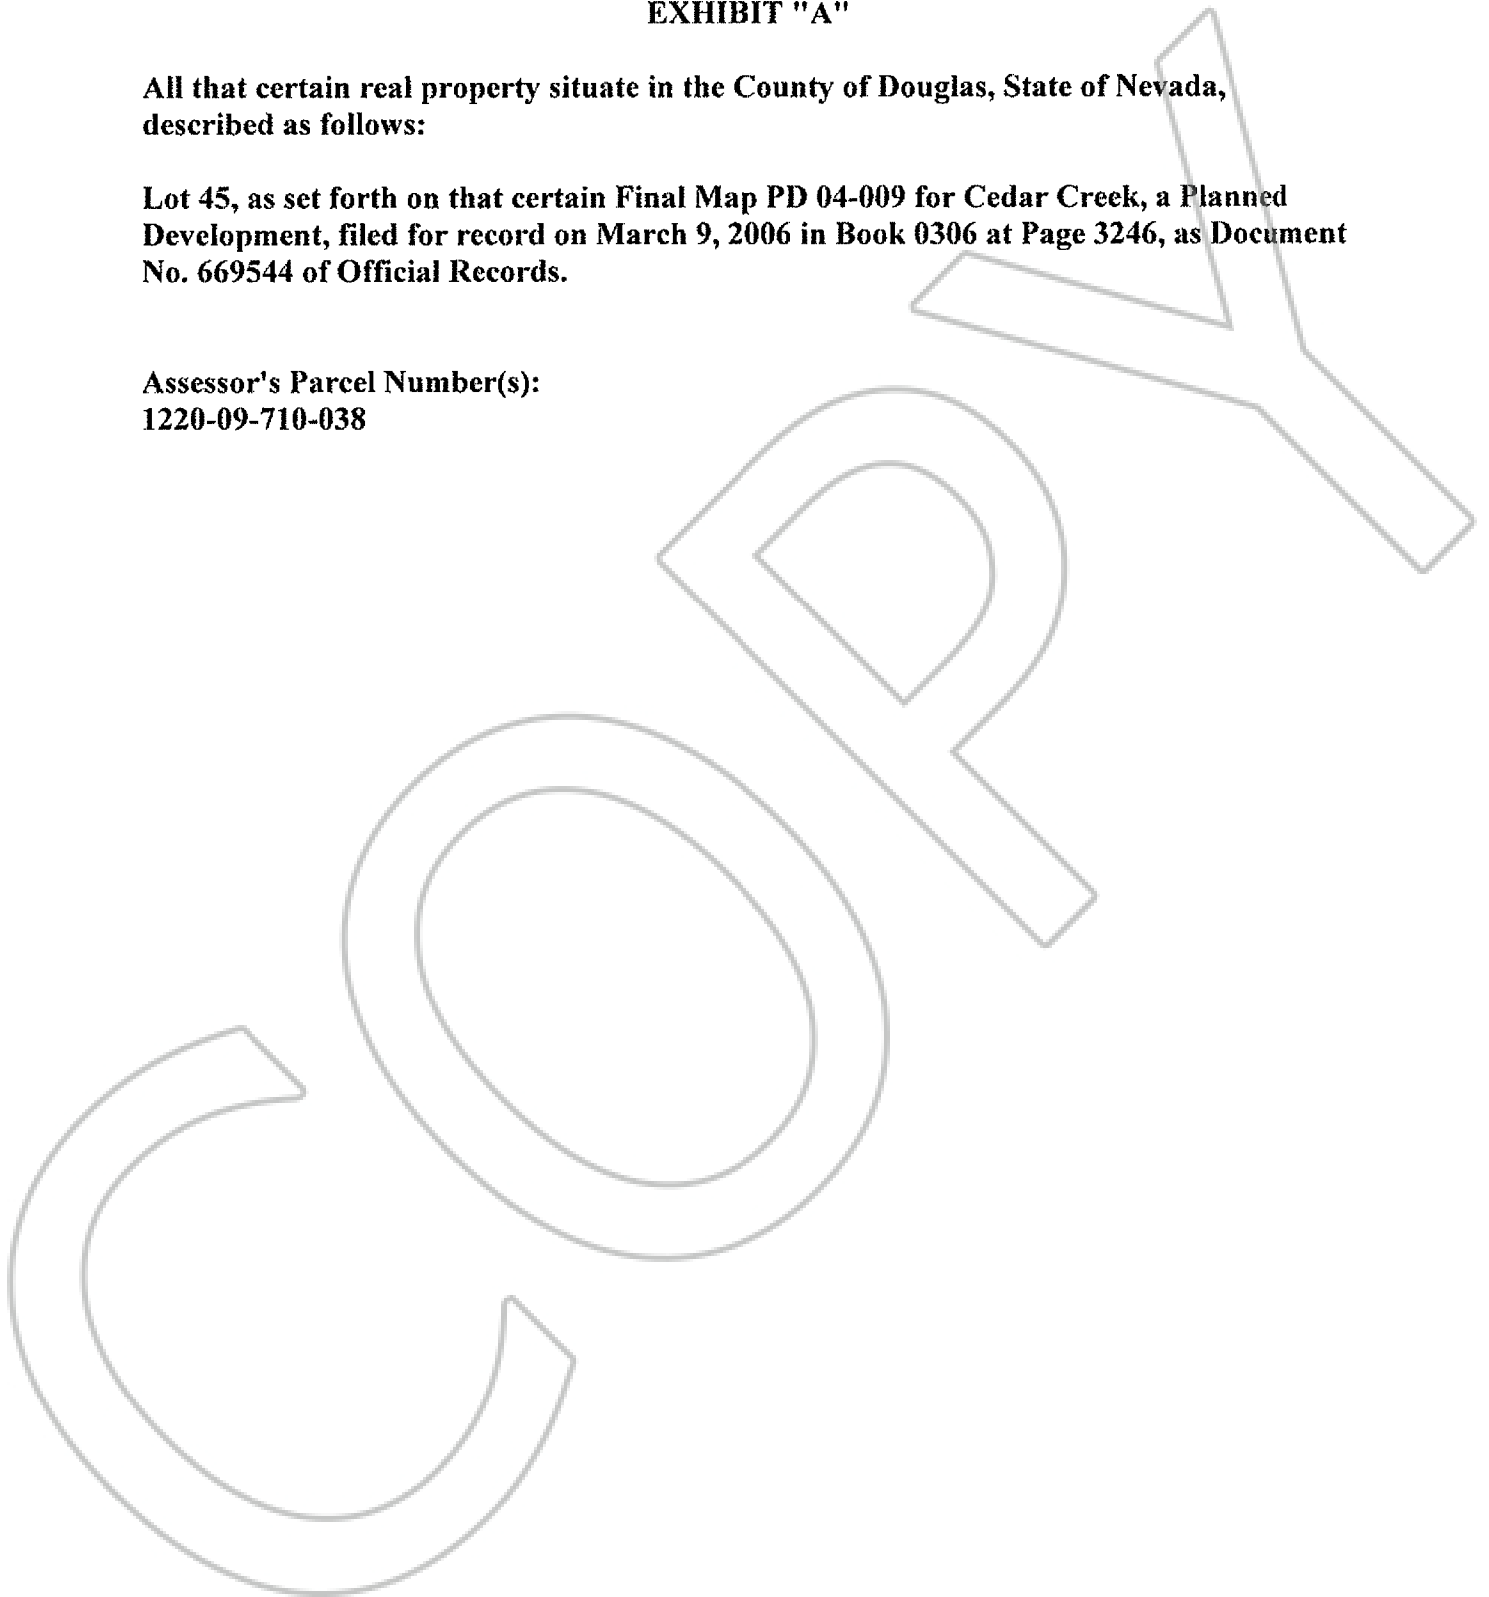 EXHIBIT "A"
All that certain real property situate in the County of Douglas, State of Nevada,
described as follows:
Lot 45, as set forth on that certain Final Map PD 04-009 for Cedar Creek, a Planned
Development, filed for record on March 9, 2006 in Book 0306 at Page 3246, as Document
No. 669544 of Official Records.
Assessor's Parcel Number(s):
1220-09-710-038
COPY